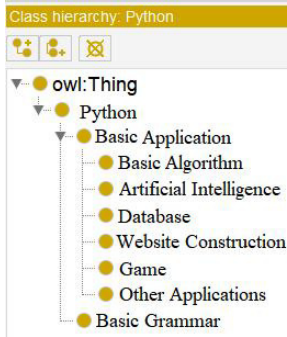 Class hierarchy: Python
owl:Thing
Python
Basic Application
Basic Algorithm
Artificial Intelligence
Database
Website Construction
Game
Other Applications
Basic Grammar